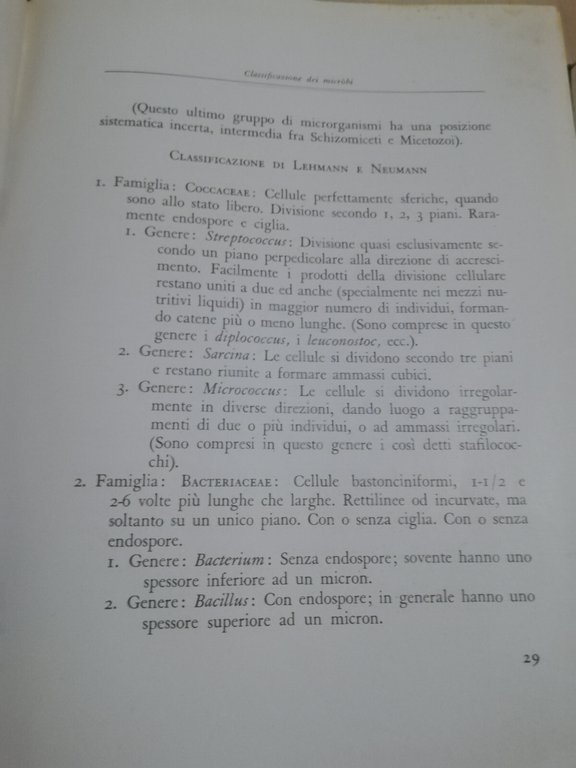 Classificazione dei micròbi
(Questo ultimo gruppo di microrganismi ha una posizione
sistematica incerta, intermedia fra Schizomiceti e Micetozoi).
Classificazione di Lehmann e Neumann
1. Famiglia: Coccaceae: Cellule perfettamente sferiche, quando
sono allo stato libero. Divisione secondo 1, 2, 3 piani. Rara-
mente endospore e ciglia.
1. Genere: Streptococcus: Divisione quasi esclusivamente se-
condo un piano perpedicolare alla direzione di accresci-
mento. Facilmente i prodotti della divisione cellulare
restano uniti a due ed anche (specialmente nei mezzi nu-
tritivi liquidi) in maggior numero di individui, forman-
do catene più o meno lunghe. (Sono comprese in questo
genere i diplococcus, i leuconostoc, ecc.).
2. Genere: Sarcina: Le cellule si dividono secondo tre piani
e restano riunite a formare ammassi cubici.
3. Genere: Micrococcus: Le cellule si dividono irregolar-
mente in diverse direzioni, dando luogo a raggruppa-
menti di due o più individui, o ad ammassi irregolari.
(Sono compresi in questo genere i così detti stafilococ-
chi).
2. Famiglia: Bacteriaceae: Cellule bastonciniformi, 1-1/2 e
2-6 volte più lunghe che larghe. Rettilinee od incurvate, ma
soltanto su un unico piano. Con o senza ciglia. Con o senza
endospore.
1. Genere: Bacterium: Senza endospore; sovente hanno uno
spessore inferiore ad un micron.
2. Genere: Bacillus: Con endospore; in generale hanno uno
spessore superiore ad un micron.
29